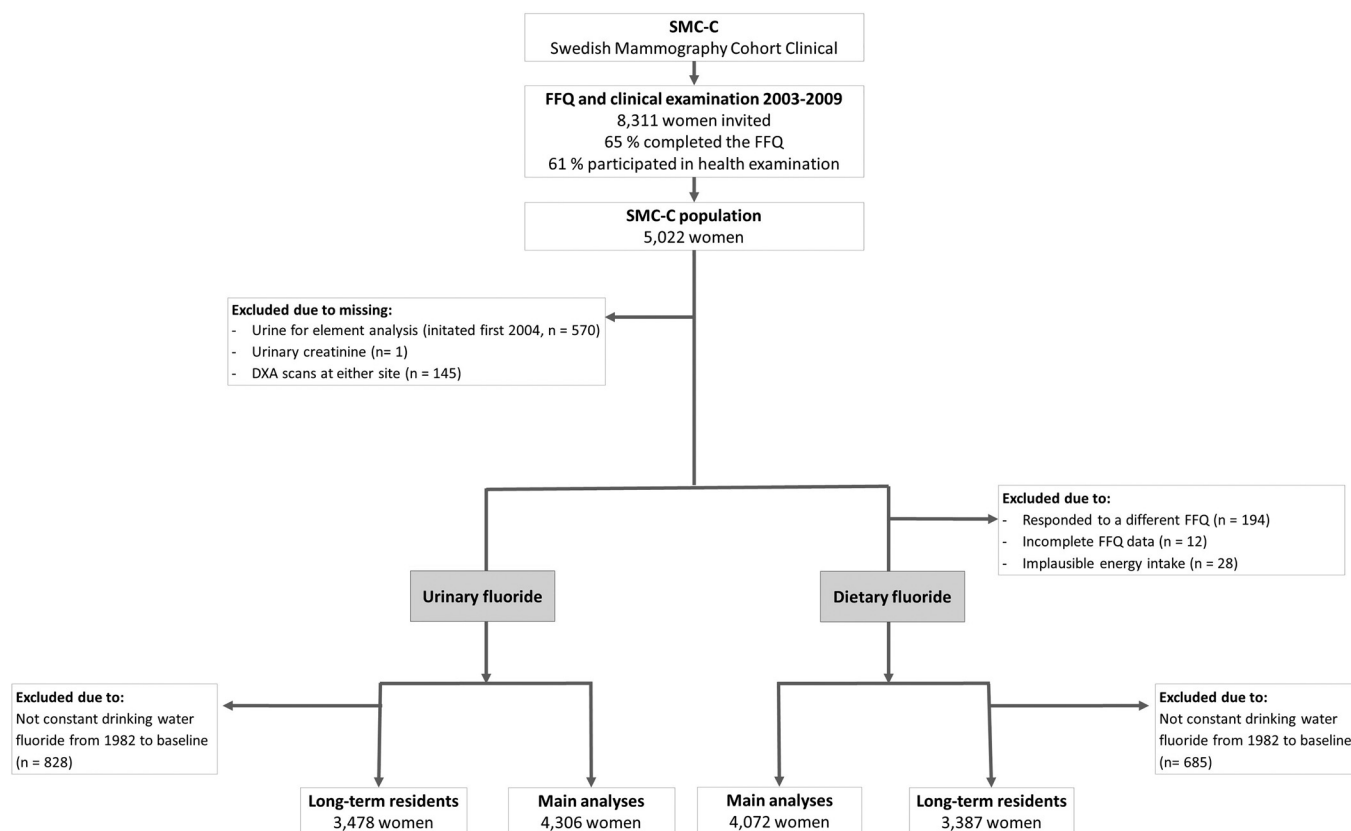 SMC-C
Swedish Mammography Cohort Clinical
FFQ and clinical examination 2003-2009
8,311 women invited
65 % completed the FFQ
61 % participated in health examination
SMC-C population
5,022 women
Excluded due to missing:
- Urine for element analysis (initated first 2004, n = 570)
- Urinary creatinine (n= 1)
- DXA scans at either site (n = 145)
Excluded due to:
- Responded to a different FFQ (n = 194)
- Incomplete FFQ data (n = 12)
- Implausible energy intake (n = 28)
Urinary fluoride
Dietary fluoride
Excluded due to:
Not constant drinking water
fluoride from 1982 to baseline
(n = 828)
Excluded due to:
Not constant drinking water
fluoride from 1982 to baseline
(n= 685)
Long-term residents
3,478 women
Main analyses
4,306 women
Main analyses
4,072 women
Long-term residents
3,387 women